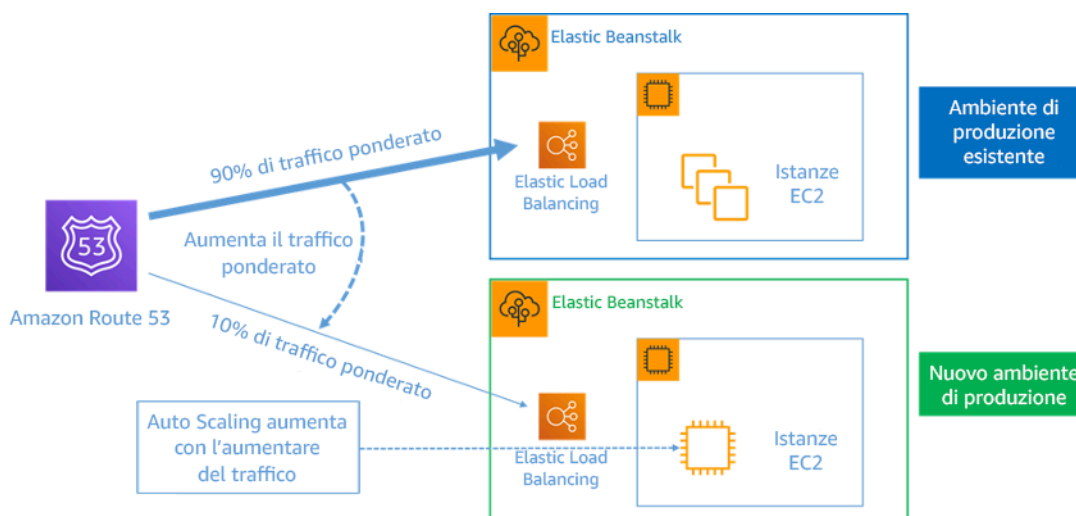 Elastic Beanstalk
Ambiente di
produzione
esistente
90% di traffico ponderato
Elastic Load
Balancing
Istanze
EC2
53
Aumenta il traffico
ponderato
Amazon Route 53
10% di traffico ponderato
Elastic Beanstalk
Nuovo ambiente
di produzione
Auto Scaling aumenta
con l'aumentare
del traffico
Elastic Load
Balancing
Istanze
EC2